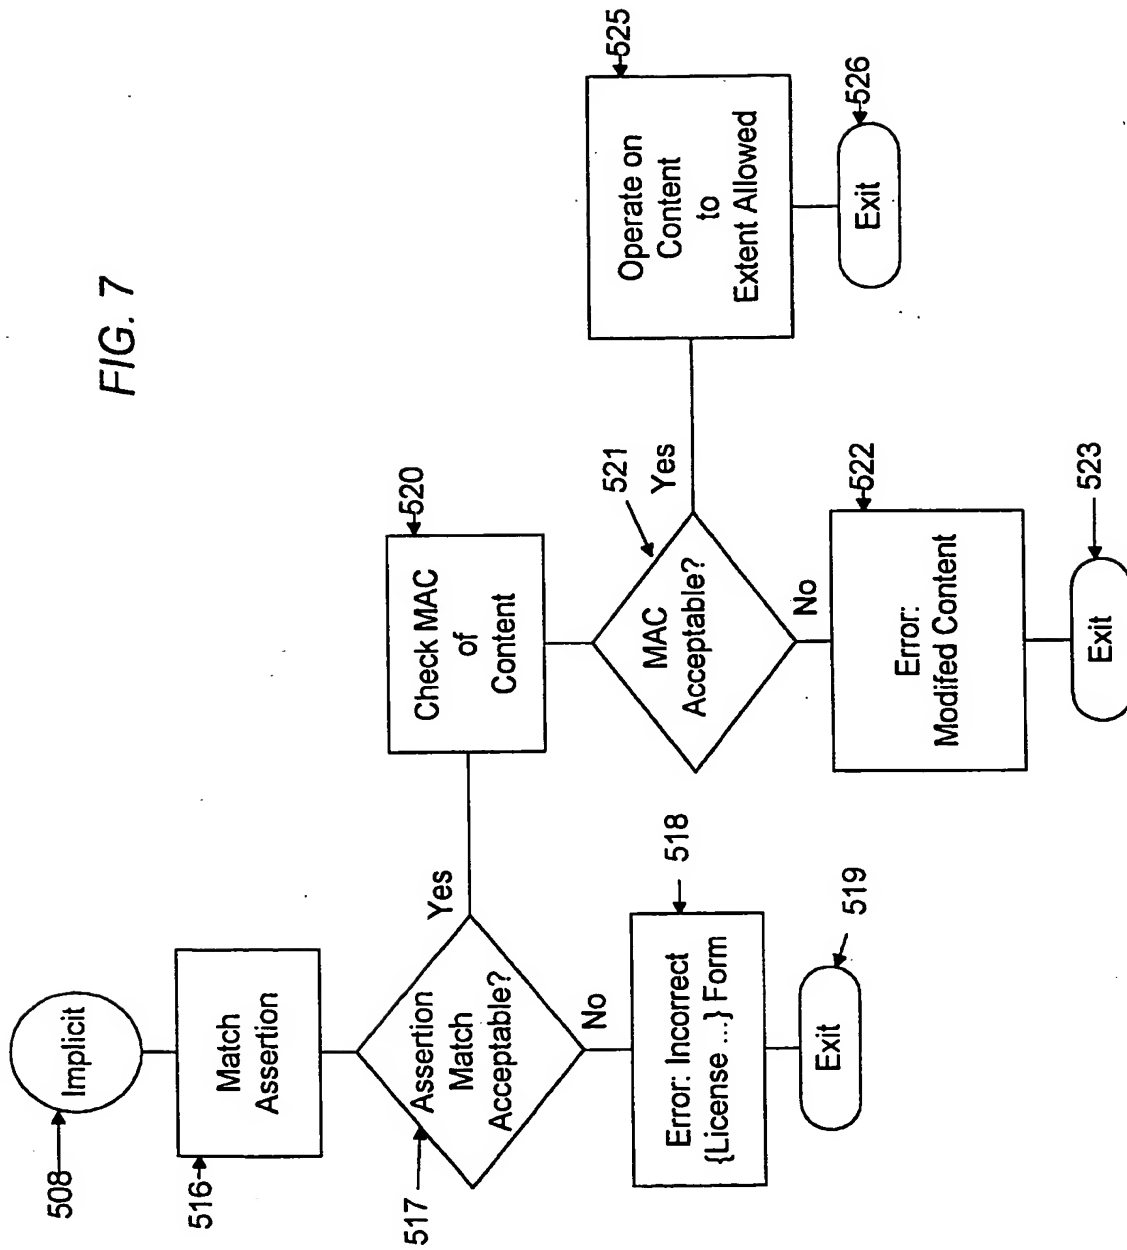 FIG. 7
508
Implicit
516
Match
Assertion
517
Assertion
Match
Acceptable?
Yes
No
518
Error: Incorrect
{License ...} Form
519
Exit
520
Check MAC
of
Content
521
MAC
Acceptable?
Yes
No
522
Error:
Modifed Content
523
Exit
525
Operate on
Content
to
Extent Allowed
526
Exit